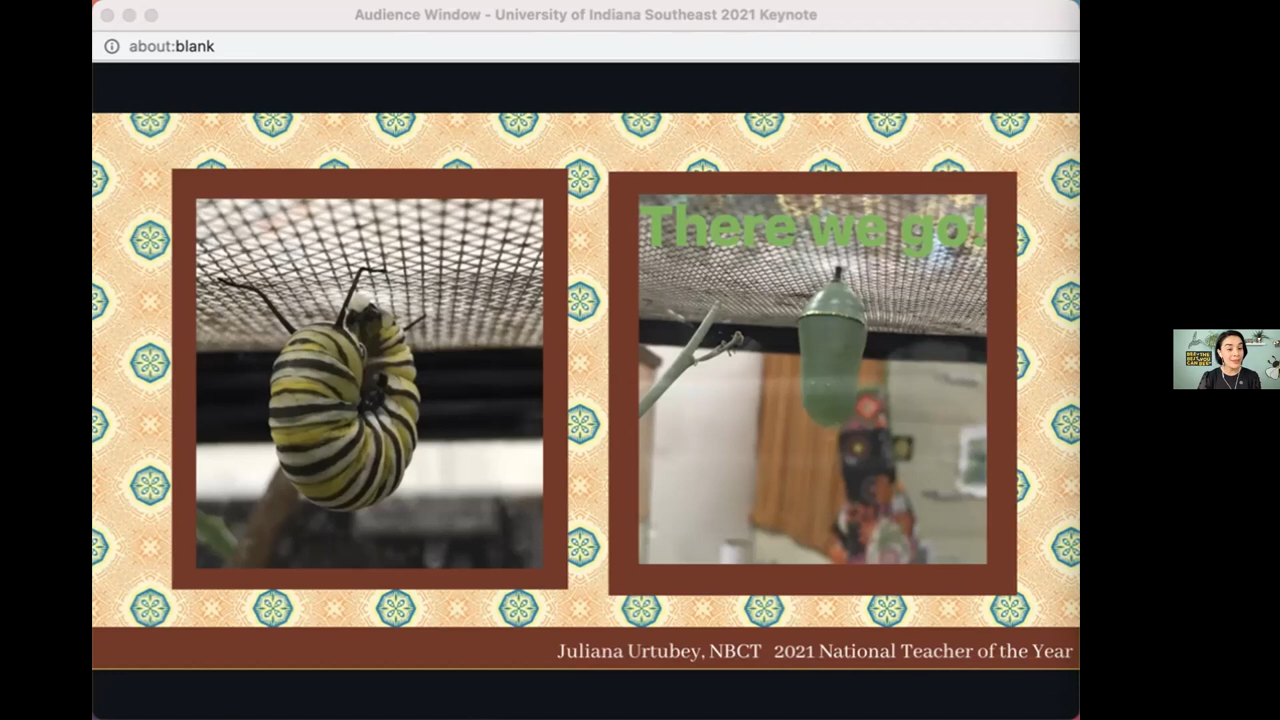 Audience Window - University of Indiana Southeast 2021 Keynote
about:blank
There we go!
Juliana Urtubey, NBCT 2021 National Teacher of the Year